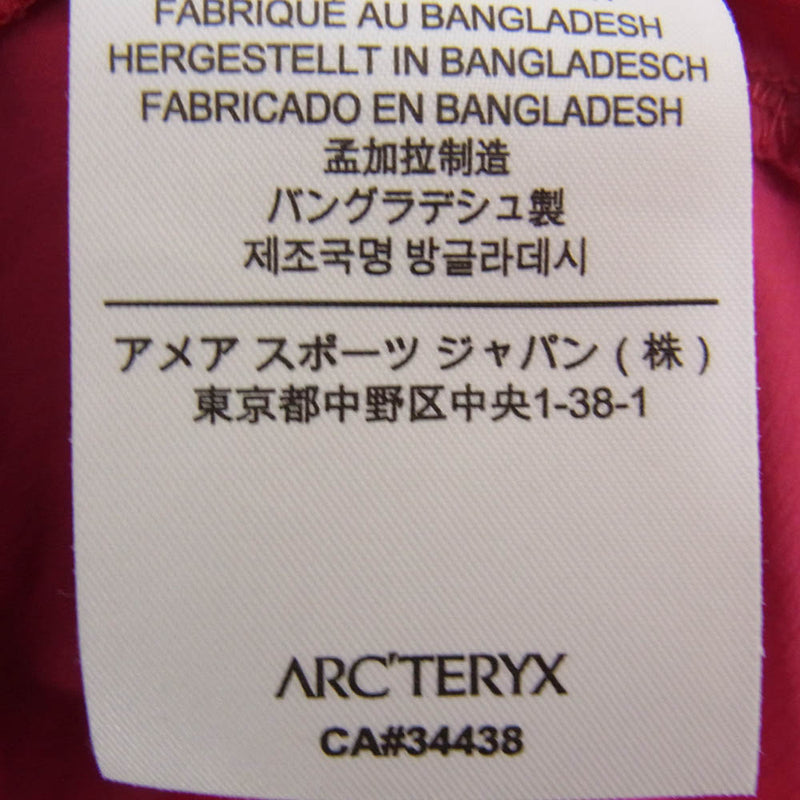 FABRIQUÉ AU BANGLADESH
HERGESTELLT IN BANGLADESCH
FABRICADO EN BANGLADESH
孟加拉制造
バングラデシュ製
제조국명 방글라데시
アメア スポーツ ジャパン ( 株 )
東京都中野区中央1-38-1
ARC'TERYX
CA#34438